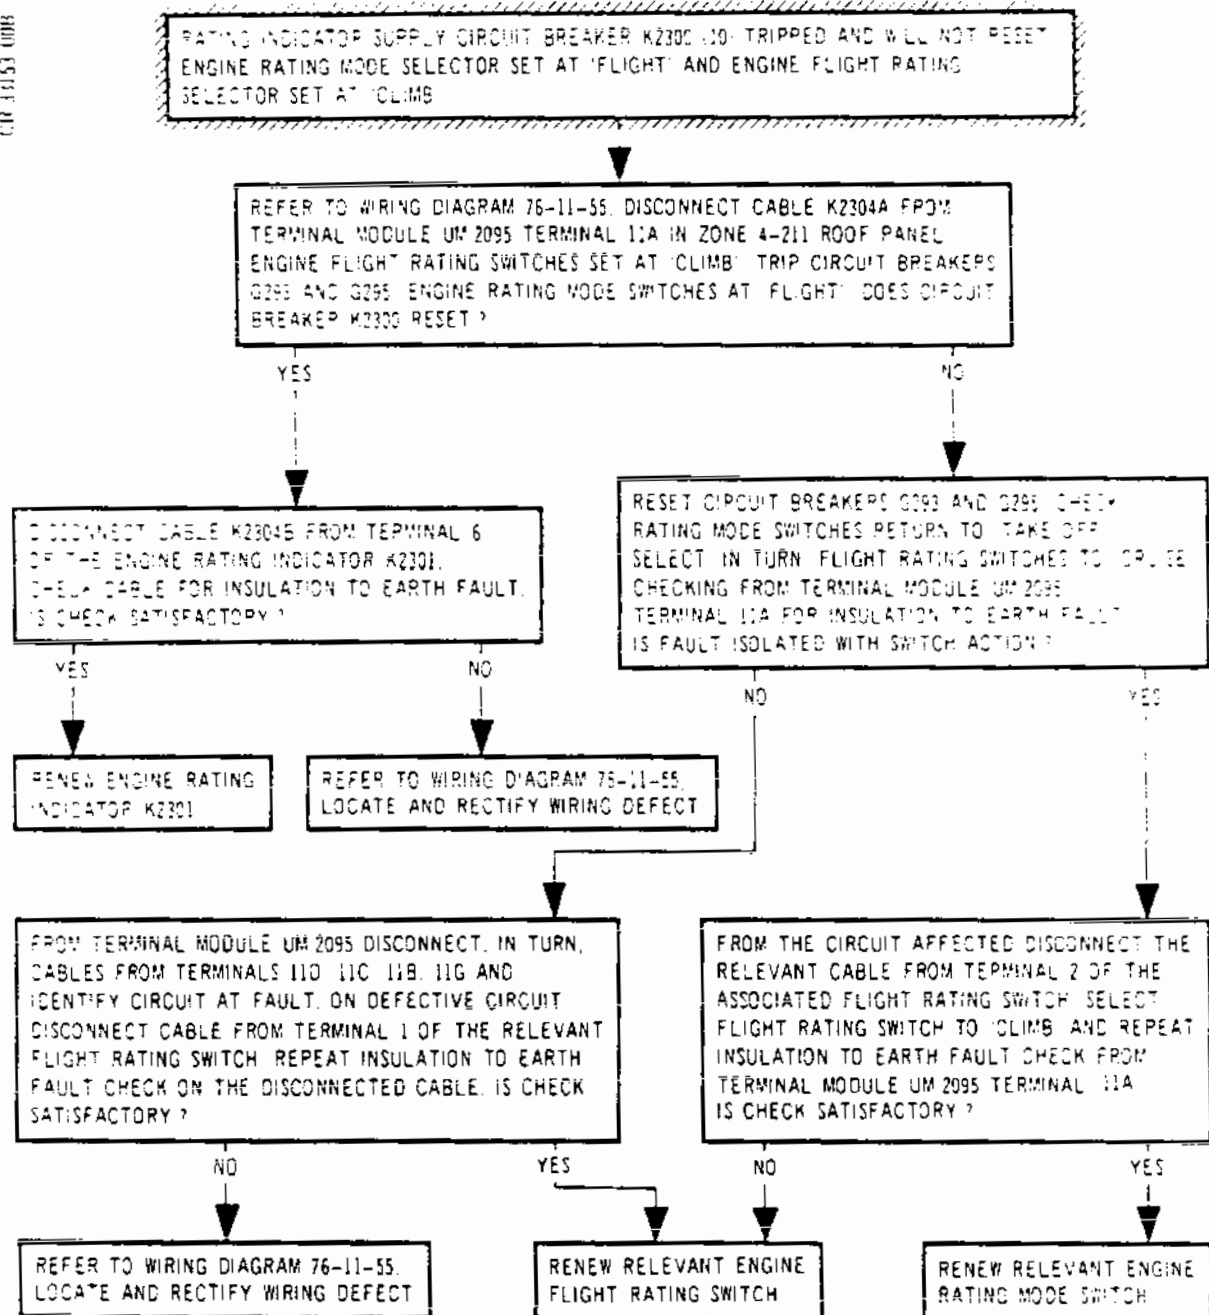 RATING INDICATOR SUPPLY CIRCUIT BREAKER K2300 TRIPPED AND WILL NOT RESET
ENGINE RATING MODE SELECTOR SET AT 'FLIGHT' AND ENGINE FLIGHT RATING
SELECTOR SET AT 'CLIMB
REFER TO WIRING DIAGRAM 76-11-55. DISCONNECT CABLE K2304A FROM
TERMINAL MODULE UM 2095 TERMINAL 11A IN ZONE 4-211 ROOF PANEL
ENGINE FLIGHT RATING SWITCHES SET AT 'CLIMB' TRIP CIRCUIT BREAKERS
G293 AND G295 ENGINE RATING MODE SWITCHES AT 'FLIGHT' DOES CIRCUIT
BREAKER K2300 RESET ?
YES
NO
DISCONNECT CABLE K2304B FROM TERMINAL 6
OF THE ENGINE RATING INDICATOR K2301.
CHECK CABLE FOR INSULATION TO EARTH FAULT.
IS CHECK SATISFACTORY ?
RESET CIRCUIT BREAKERS G293 AND G295 CHECK
RATING MODE SWITCHES RETURN TO TAKE OFF
SELECT IN TURN FLIGHT RATING SWITCHES TO CRUISE
CHECKING FROM TERMINAL MODULE UM 2095
TERMINAL 11A FOR INSULATION TO EARTH FAULT
IS FAULT ISOLATED WITH SWITCH ACTION ?
YES
NO
NO
YES
RENEW ENGINE RATING
INDICATOR K2301
REFER TO WIRING DIAGRAM 76-11-55.
LOCATE AND RECTIFY WIRING DEFECT
FROM TERMINAL MODULE UM 2095 DISCONNECT, IN TURN,
CABLES FROM TERMINALS 11D 11C 11B. 11G AND
IDENTIFY CIRCUIT AT FAULT. ON DEFECTIVE CIRCUIT
DISCONNECT CABLE FROM TERMINAL 1 OF THE RELEVANT
FLIGHT RATING SWITCH REPEAT INSULATION TO EARTH
FAULT CHECK ON THE DISCONNECTED CABLE. IS CHECK
SATISFACTORY ?
FROM THE CIRCUIT AFFECTED DISCONNECT THE
RELEVANT CABLE FROM TERMINAL 2 OF THE
ASSOCIATED FLIGHT RATING SWITCH SELECT
FLIGHT RATING SWITCH TO 'CLIMB' AND REPEAT
INSULATION TO EARTH FAULT CHECK FROM
TERMINAL MODULE UM 2095 TERMINAL 11A
IS CHECK SATISFACTORY ?
NO
YES
NO
YES
REFER TO WIRING DIAGRAM 76-11-55.
LOCATE AND RECTIFY WIRING DEFECT
RENEW RELEVANT ENGINE
FLIGHT RATING SWITCH
RENEW RELEVANT ENGINE
RATING MODE SWITCH